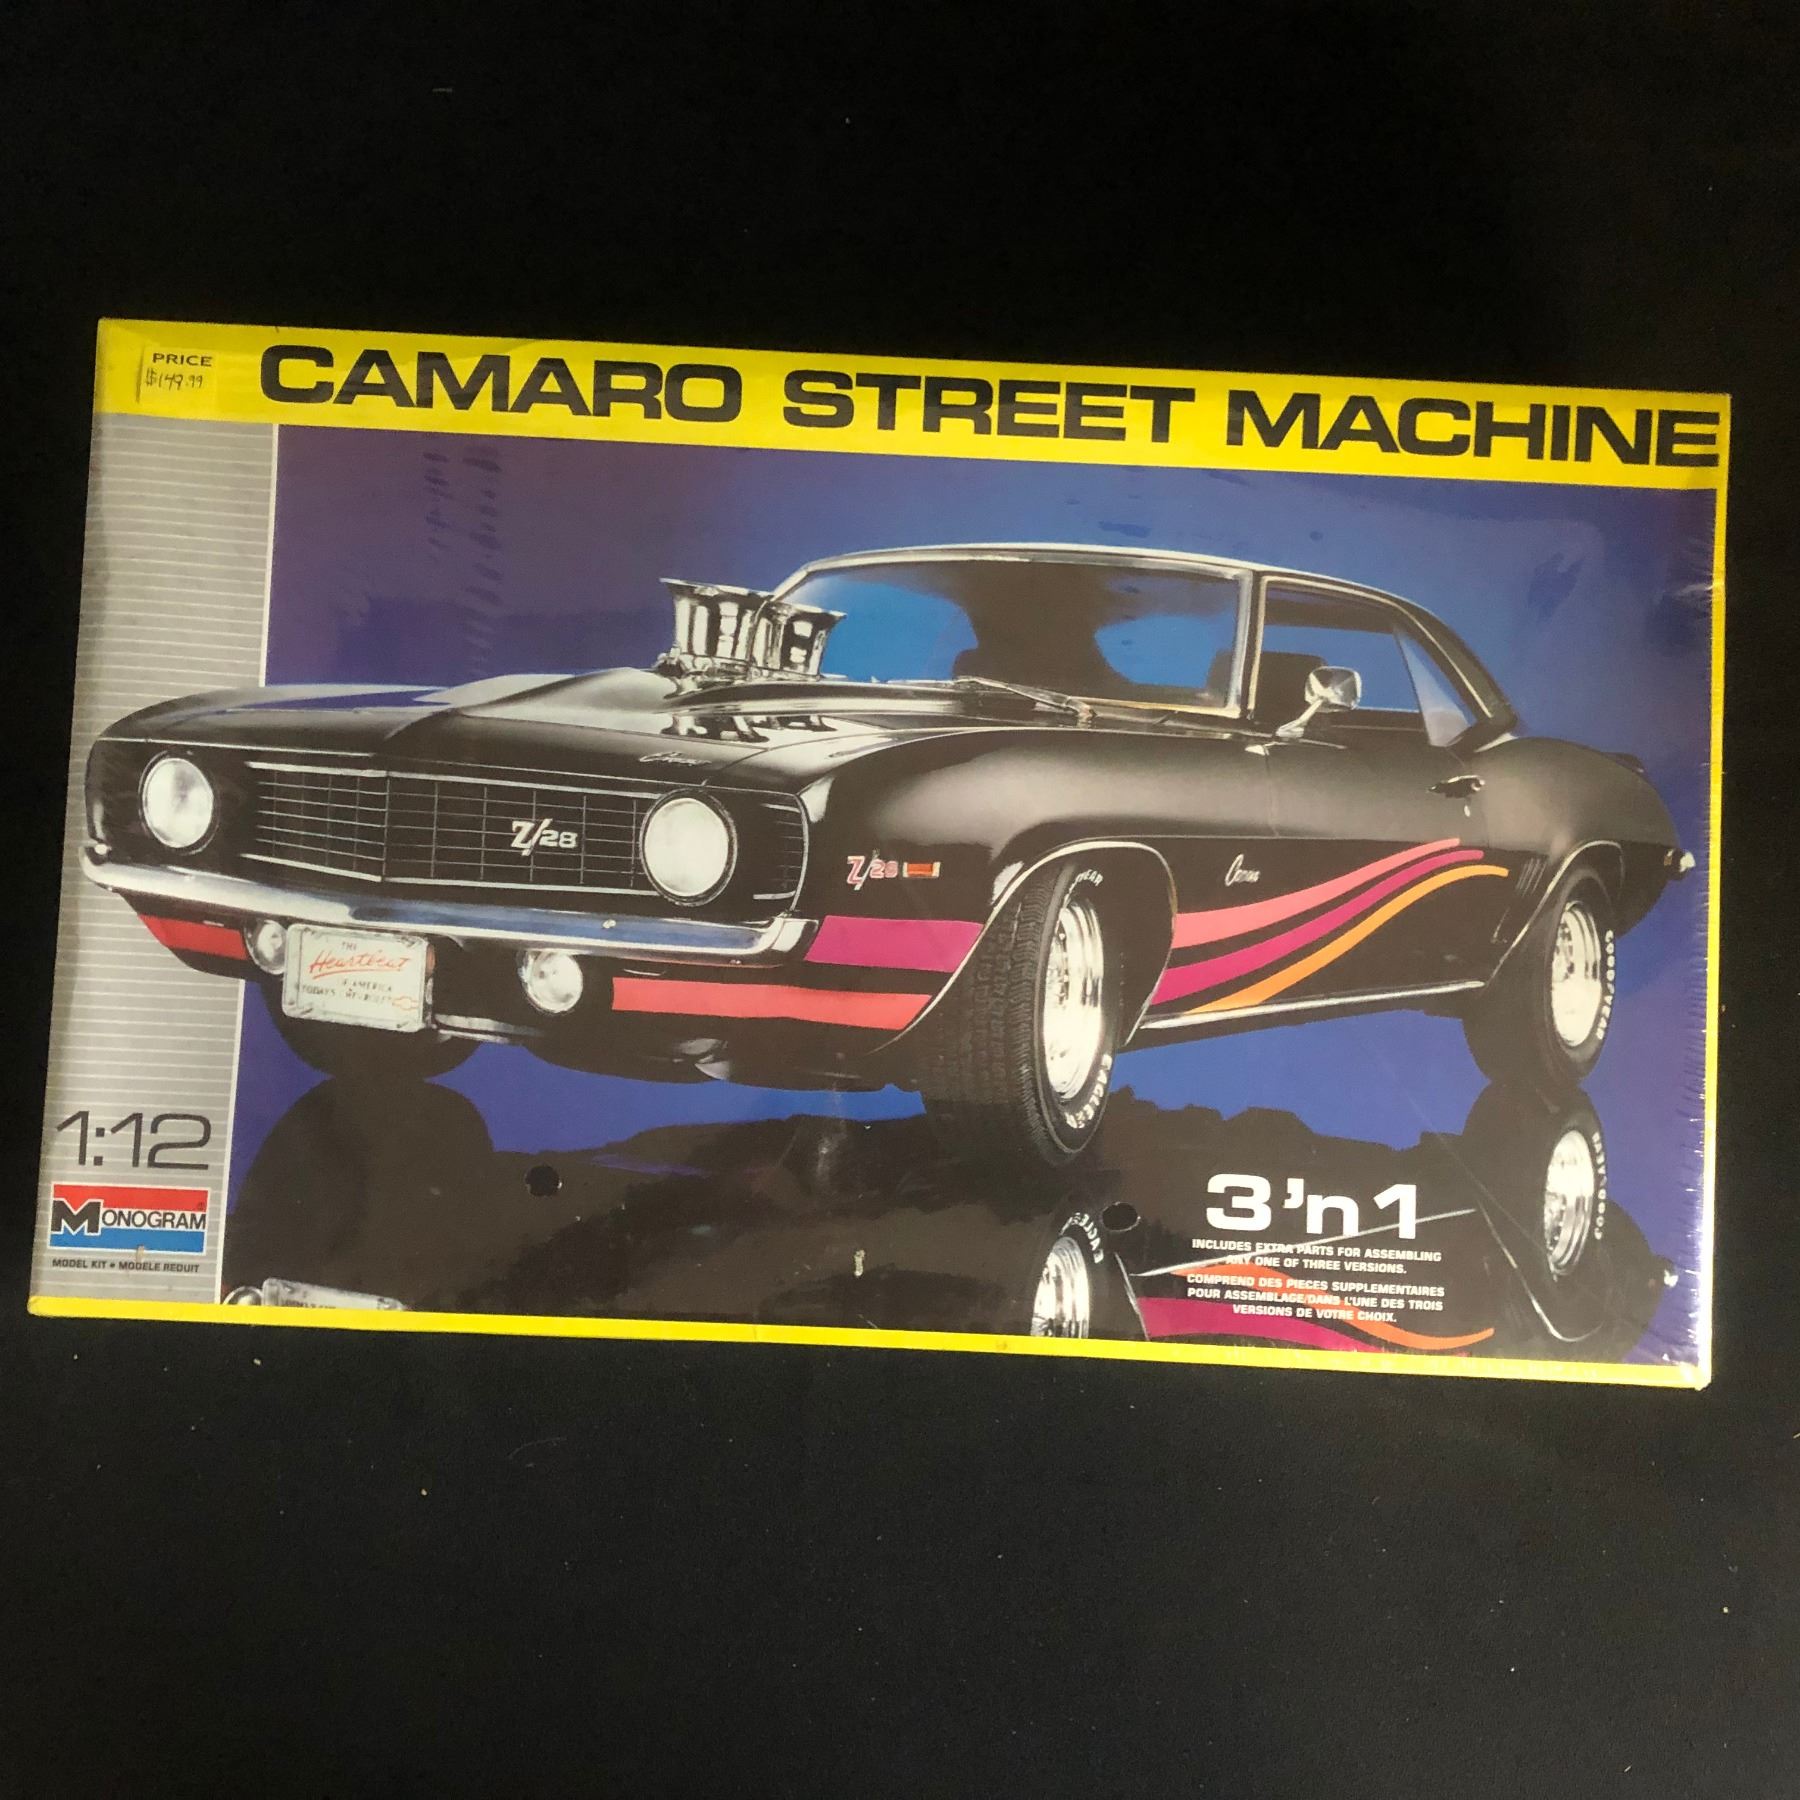 PRICE
$149.99
CAMARO STREET MACHINE
Camaro
Z/28
Z/28
Camaro
THE
Heartbeat
OF AMERICA
TODAY'S CHEVROLET
GOODYEAR
EAGLE
1:12
MONOGRAM
MODEL KIT • MODELE REDUIT
3 'n 1
INCLUDES EXTRA PARTS FOR ASSEMBLING
ANY ONE OF THREE VERSIONS.
COMPREND DES PIECES SUPPLEMENTAIRES
POUR ASSEMBLAGE/DANS L'UNE DES TROIS
VERSIONS DE VOTRE CHOIX.